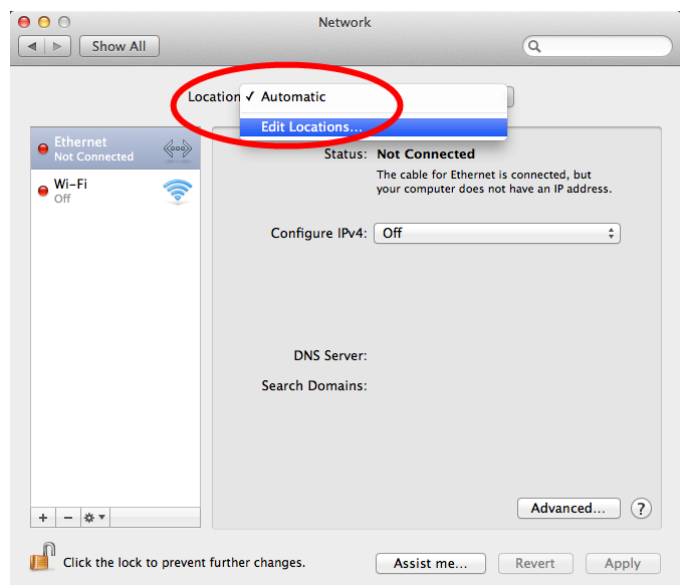 Network
Show All
Location ✓ Automatic
Edit Locations...
Ethernet
Not Connected
Wi-Fi
Off
Status: Not Connected
The cable for Ethernet is connected, but
your computer does not have an IP address.
Configure IPv4: Off
DNS Server:
Search Domains:
Advanced... ?
+ −
Click the lock to prevent further changes.
Assist me... Revert Apply